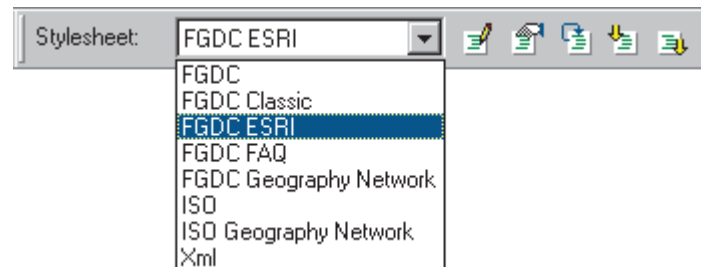 Stylesheet: FGDC ESRI
FGDC
FGDC Classic
FGDC ESRI
FGDC FAQ
FGDC Geography Network
ISO
ISO Geography Network
Xml